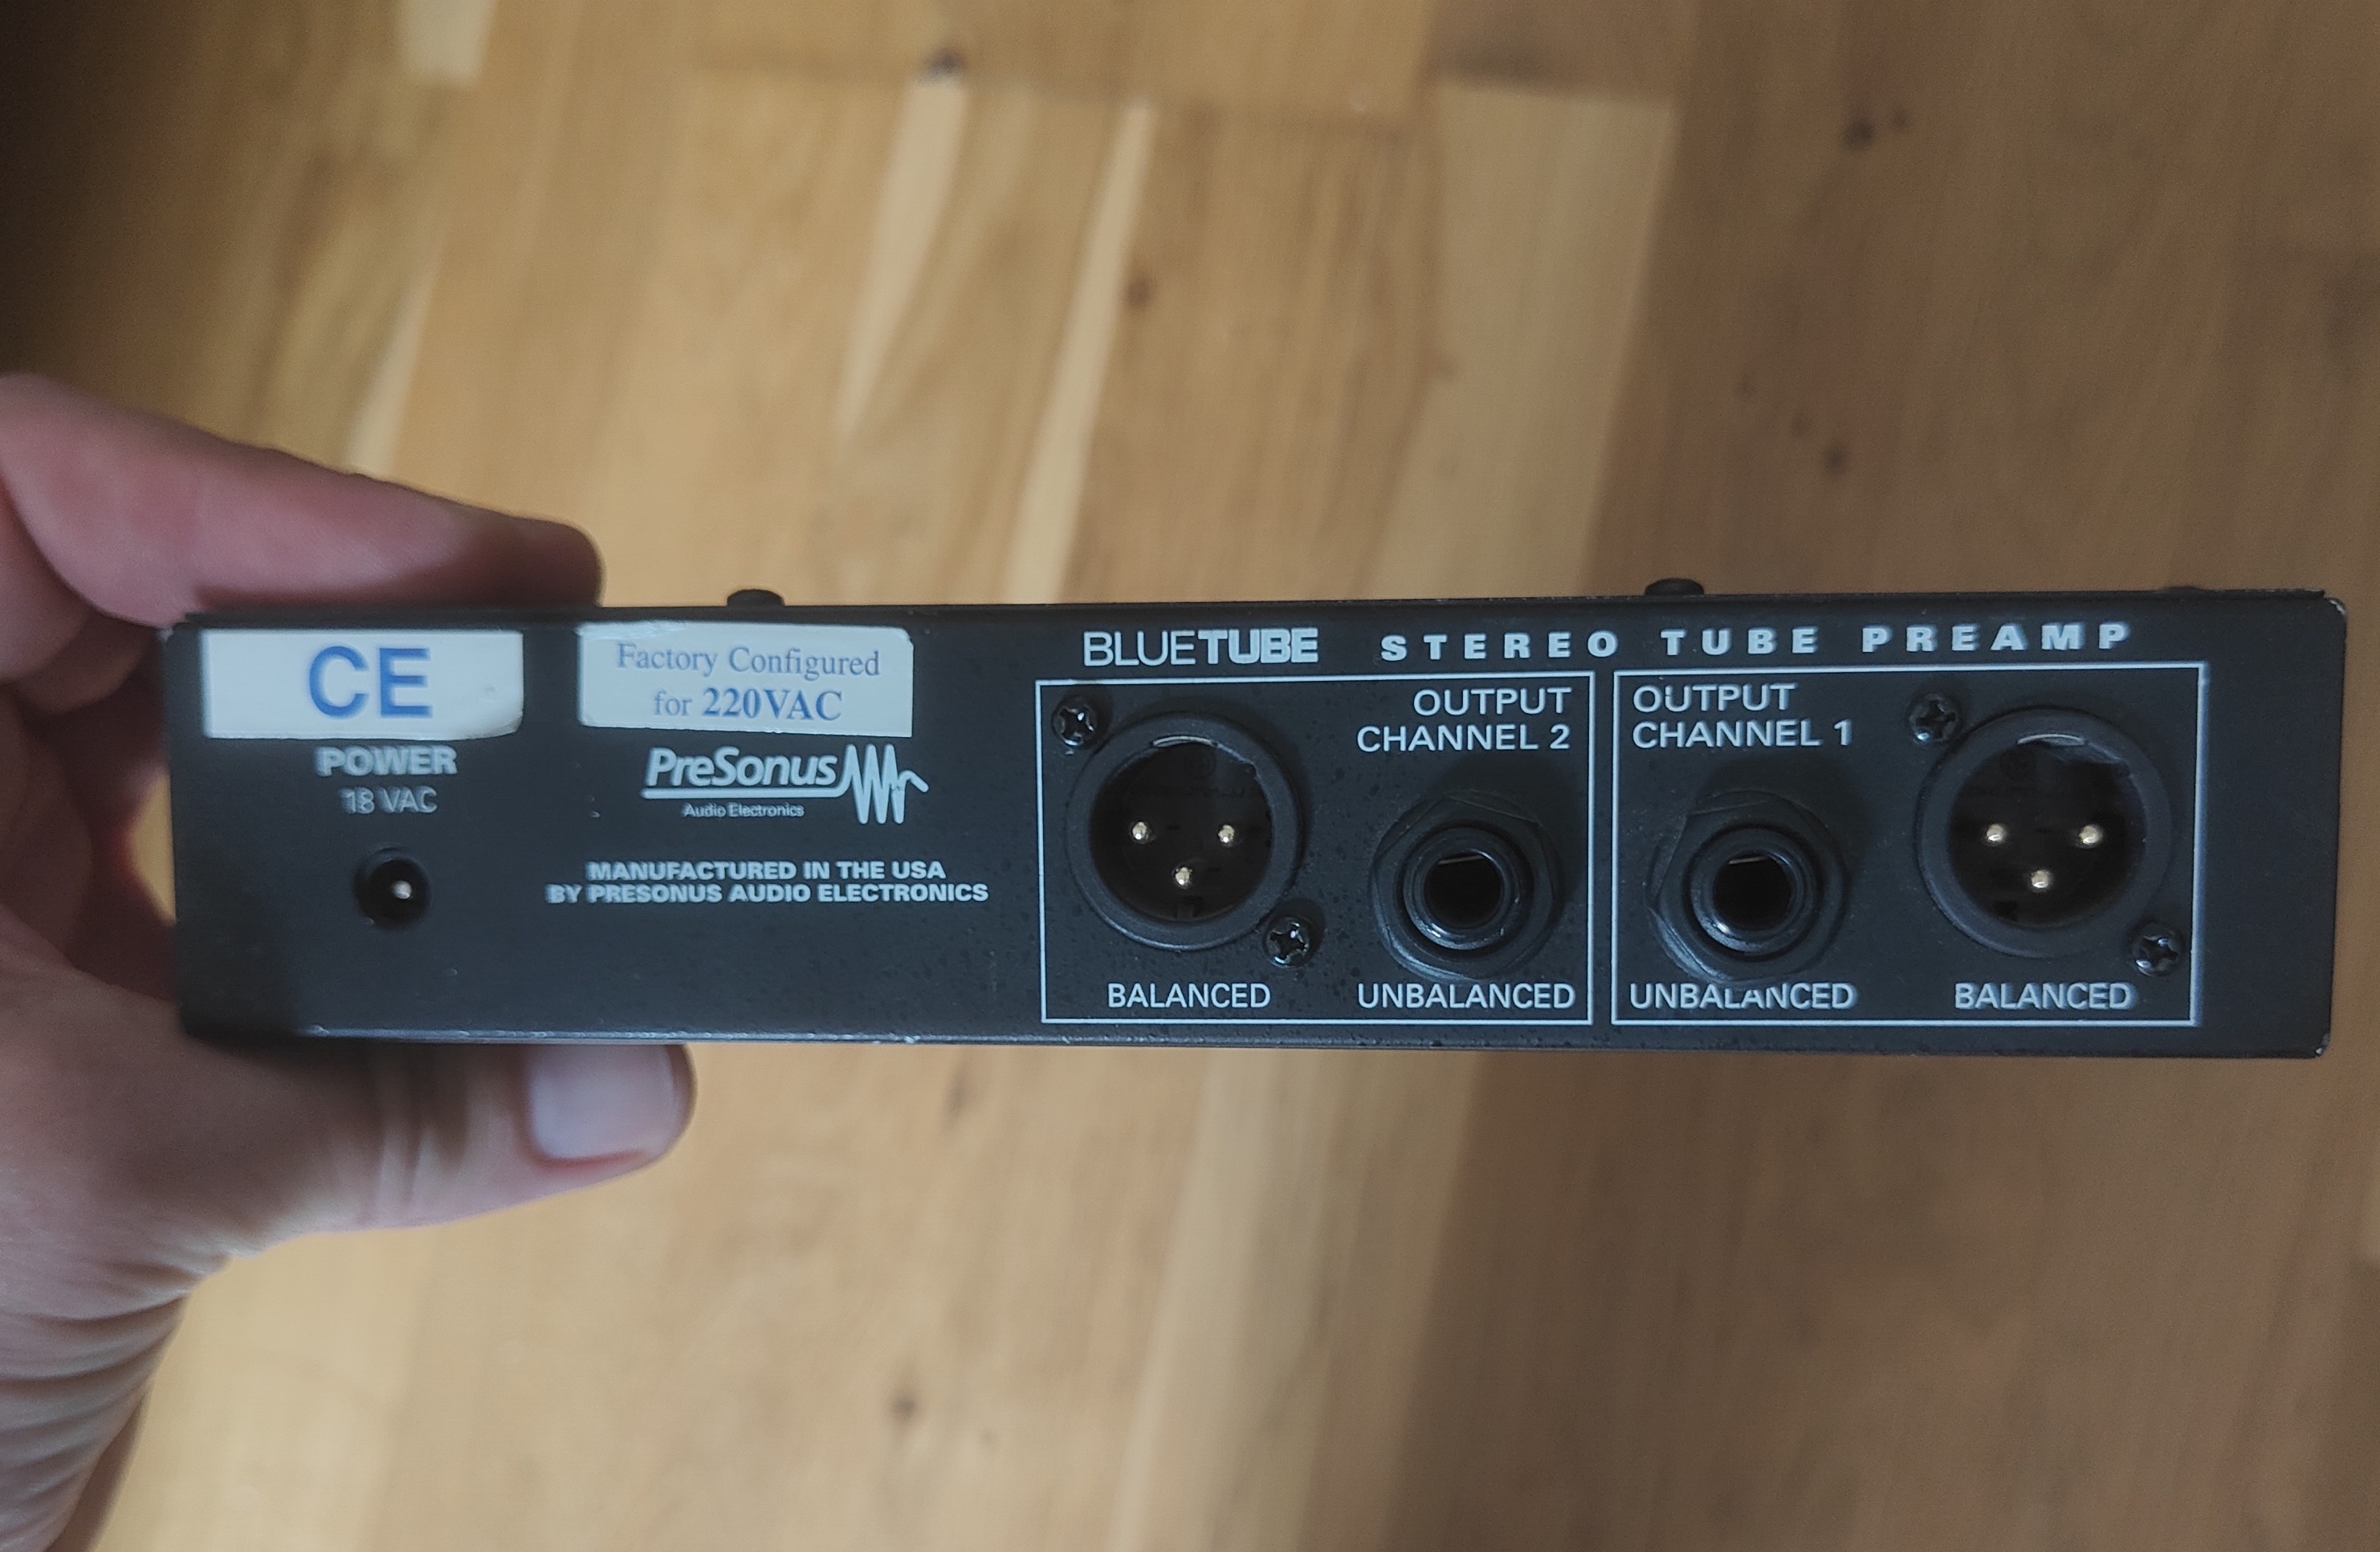 CE
Factory Configured
for 220VAC
POWER
18 VAC
PreSonus
Audio Electronics
MANUFACTURED IN THE USA
BY PRESONUS AUDIO ELECTRONICS
BLUETUBE STEREO TUBE PREAMP
OUTPUT
CHANNEL 2
BALANCED
UNBALANCED
OUTPUT
CHANNEL 1
UNBALANCED
BALANCED